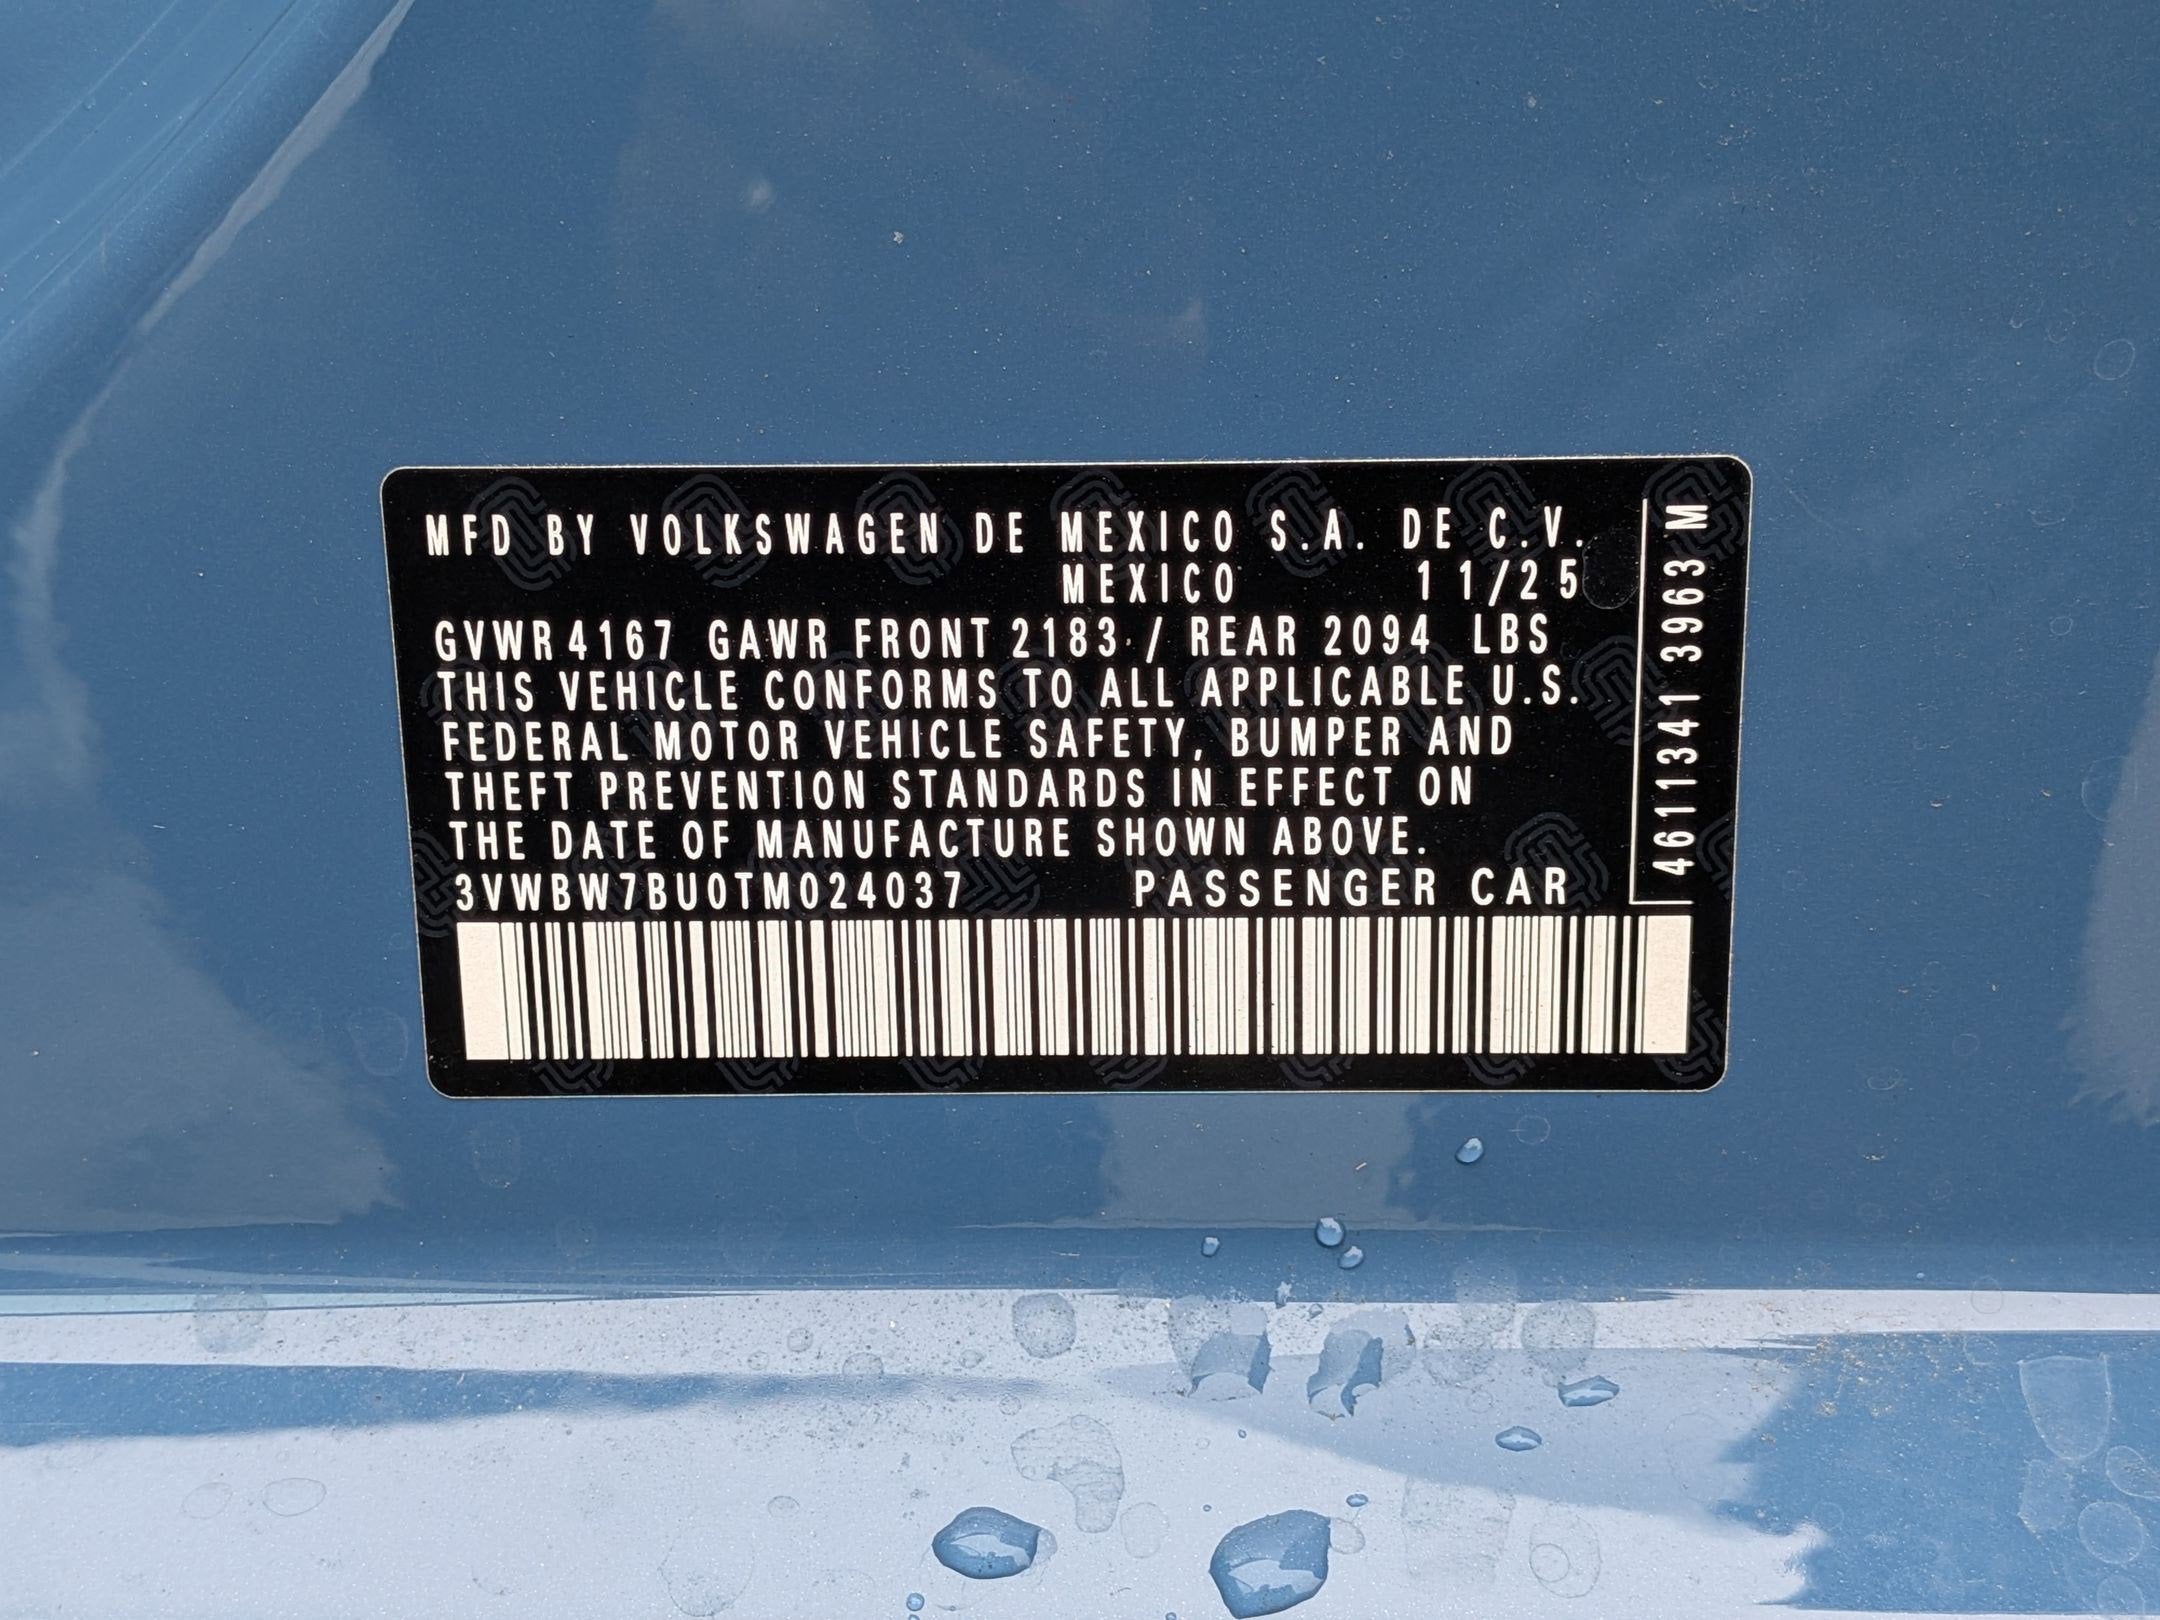 MFD BY VOLKSWAGEN DE MEXICO S.A. DE C.V.
MEXICO 11/25
GVWR 4167 GAWR FRONT 2183 / REAR 2094 LBS
THIS VEHICLE CONFORMS TO ALL APPLICABLE U.S.
FEDERAL MOTOR VEHICLE SAFETY, BUMPER AND
THEFT PREVENTION STANDARDS IN EFFECT ON
THE DATE OF MANUFACTURE SHOWN ABOVE.
3VWBW7BU0TM024037 PASSENGER CAR
4611341 3963 M